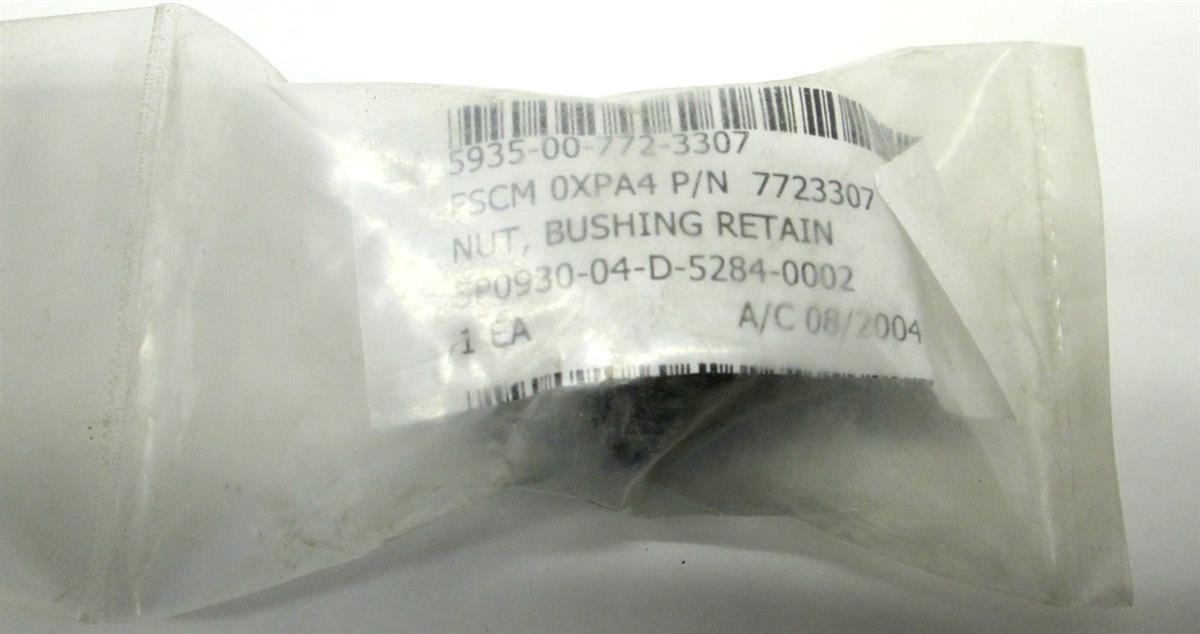 5935-00-772-3307
FSCM 0XPA4 P/N 7723307
NUT, BUSHING RETAIN
SP0930-04-D-5284-0002
1 EA A/C 08/2004